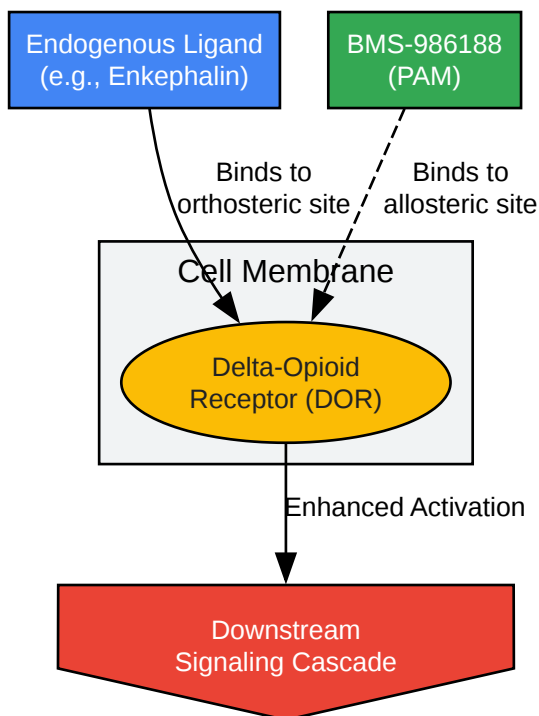 Endogenous Ligand
(e.g., Enkephalin)
BMS-986188
(PAM)
Binds to
orthosteric site
Binds to
allosteric site
Cell Membrane
Delta-Opioid
Receptor (DOR)
Enhanced Activation
Downstream
Signaling Cascade